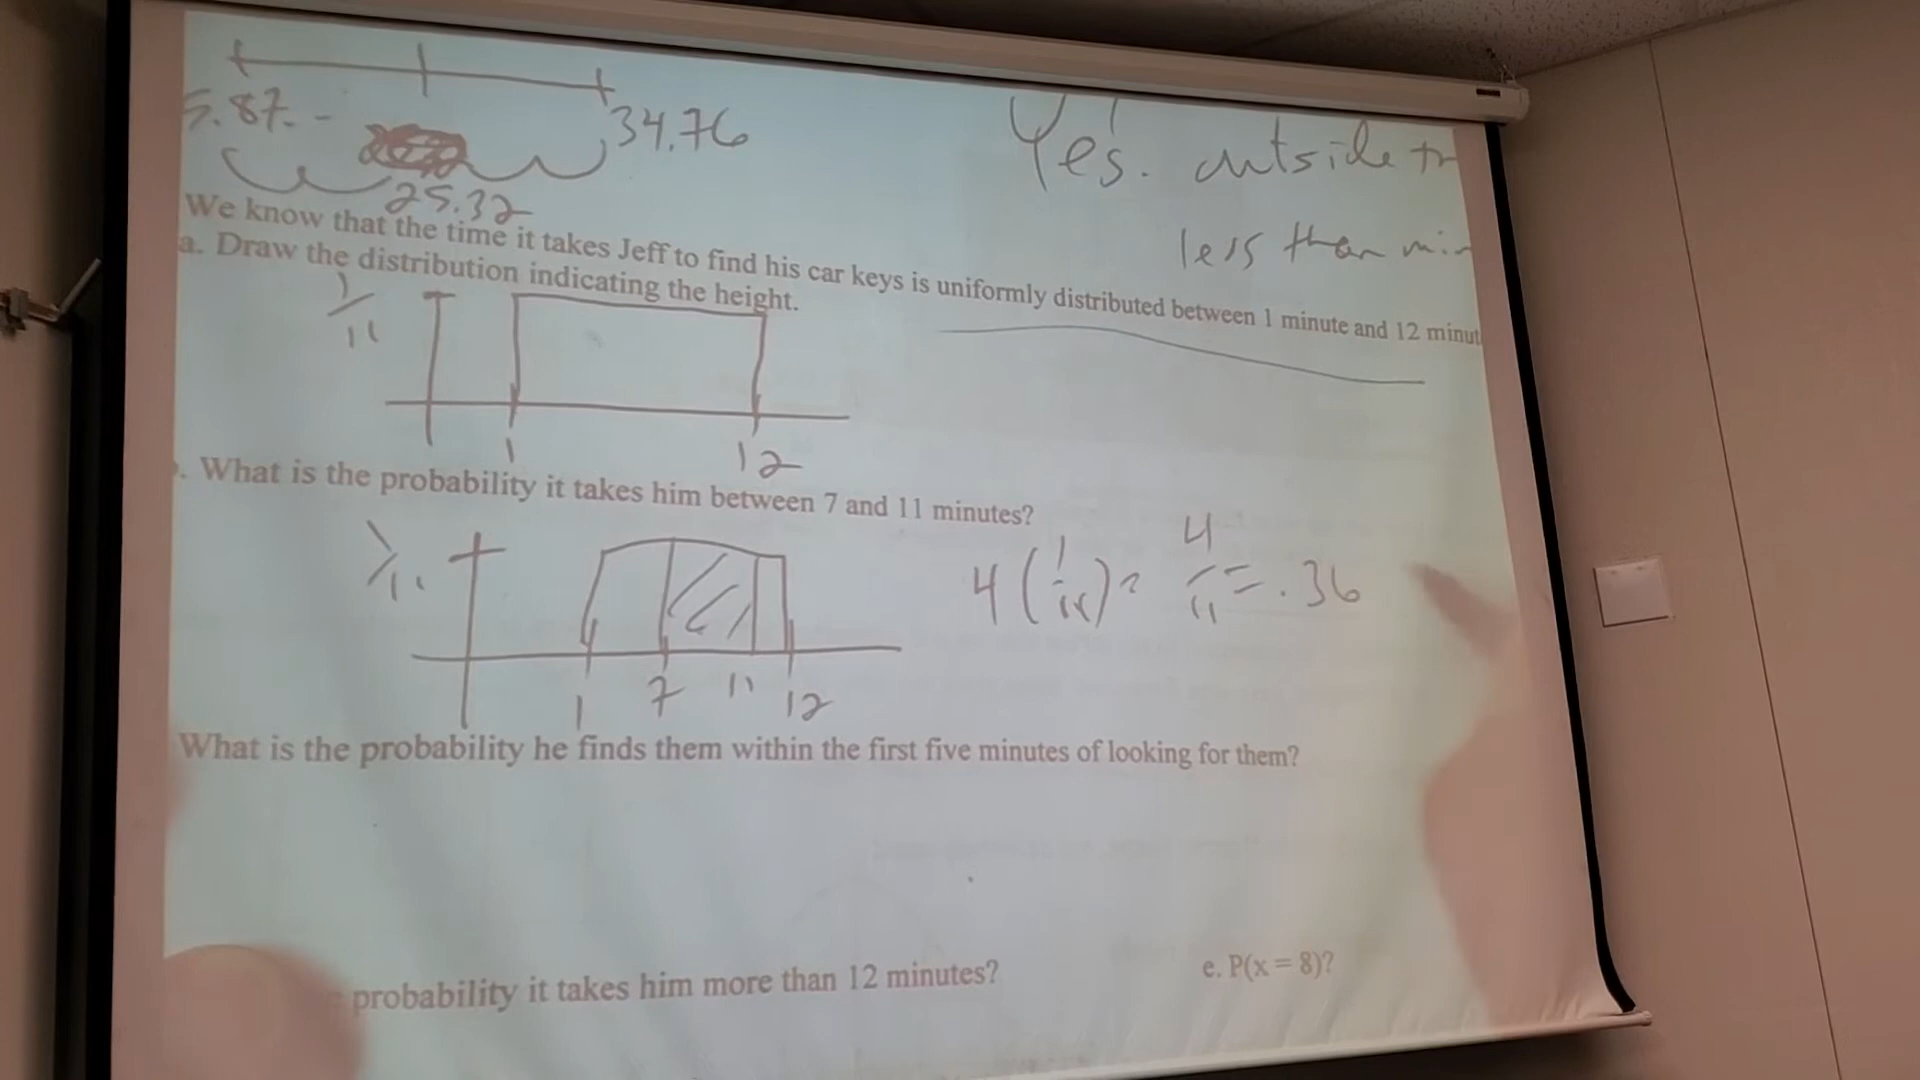 5.87
34.76
25.32
Yes. outside
less than min
We know that the time it takes Jeff to find his car keys is uniformly distributed between 1 minute and 12 minut
a. Draw the distribution indicating the height.
1/11
1 12
. What is the probability it takes him between 7 and 11 minutes?
1/11
4(1/11)= 4/11 = .36
1 7 11 12
What is the probability he finds them within the first five minutes of looking for them?
probability it takes him more than 12 minutes?
e. P(x = 8)?